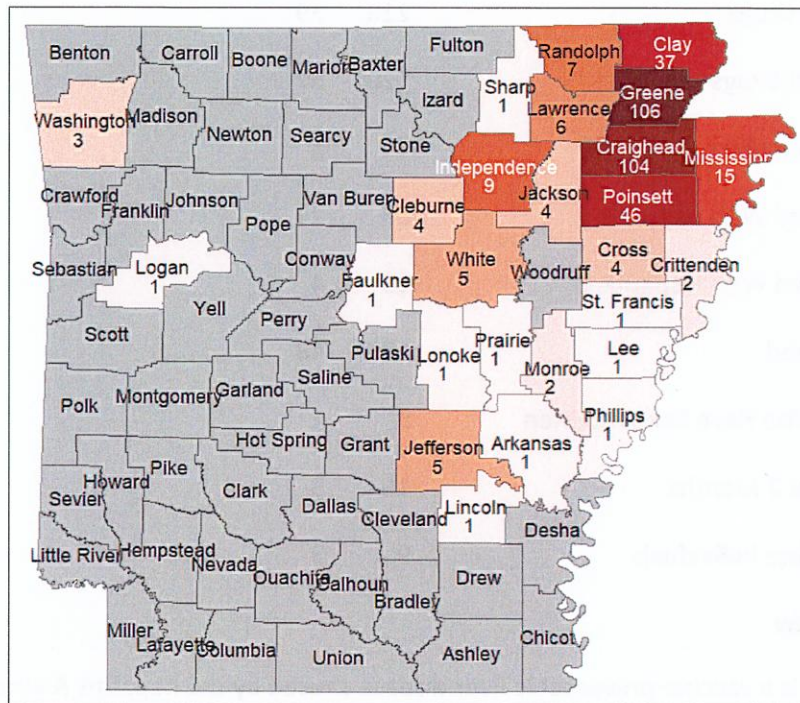 Benton
Carroll
Boone
Marion
Baxter
Fulton
Randolph
7
Clay
37
Sharp
1
Izard
Greene
106
Lawrence
6
Washington
3
Madison
Newton
Searcy
Stone
Independence
9
Craighead
104
Jackson
4
Poinsett
46
15
Crawford
Franklin
Johnson
Van Buren
Cleburne
4
Pope
Conway
White
5
Woodruff
Cross
4
Crittenden
2
Sebastian
Logan
1
Faulkner
1
St. Francis
1
Yell
Perry
Scott
Pulaski
Lonoke
1
Prairie
1
Lee
1
Monroe
2
Saline
Garland
Montgomery
Polk
Phillips
1
Hot Spring
Grant
Jefferson
5
Arkansas
1
Pike
Howard
Clark
Sevier
Dallas
Cleveland
Lincoln
1
Desha
Little River
Hempstead
Nevada
Ouachita
Calhoun
Bradley
Drew
Miller
Lafayette
Columbia
Union
Ashley
Chicot